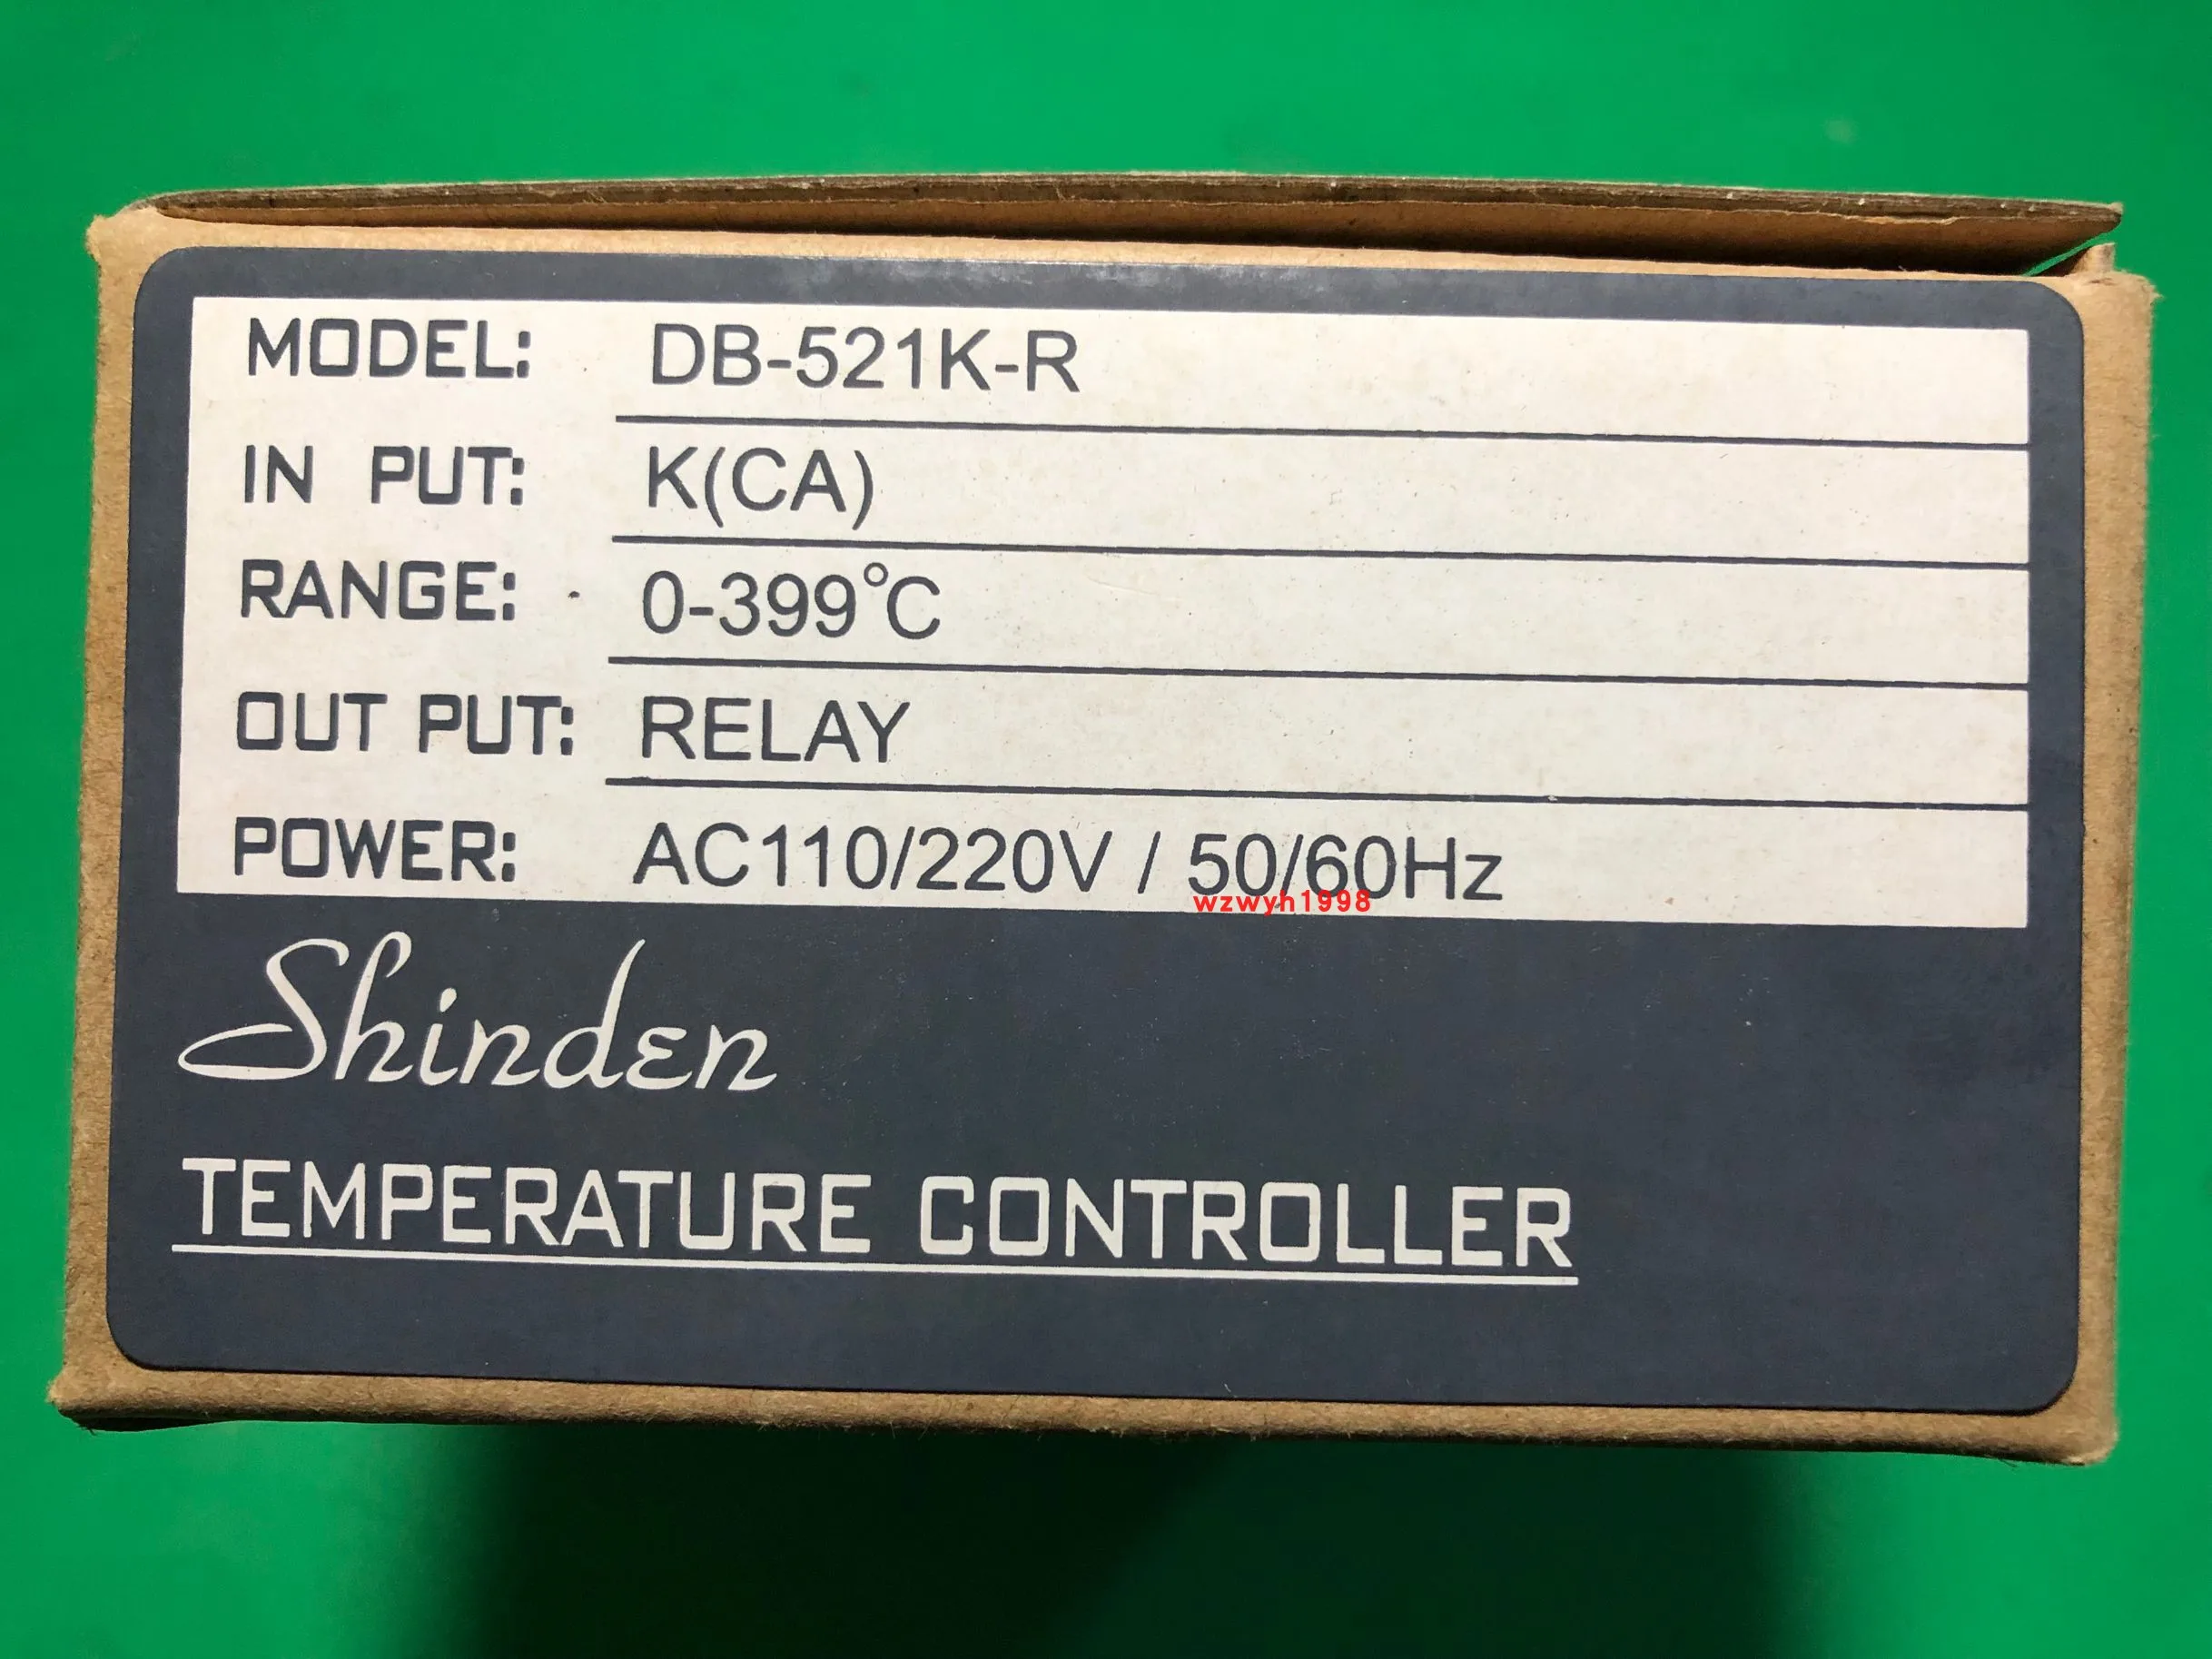 MODEL: DB-521K-R
IN PUT: K(CA)
RANGE: 0-399°C
OUT PUT: RELAY
POWER: AC110/220V / 50/60Hz
wzwyh1998
Shinden
TEMPERATURE CONTROLLER